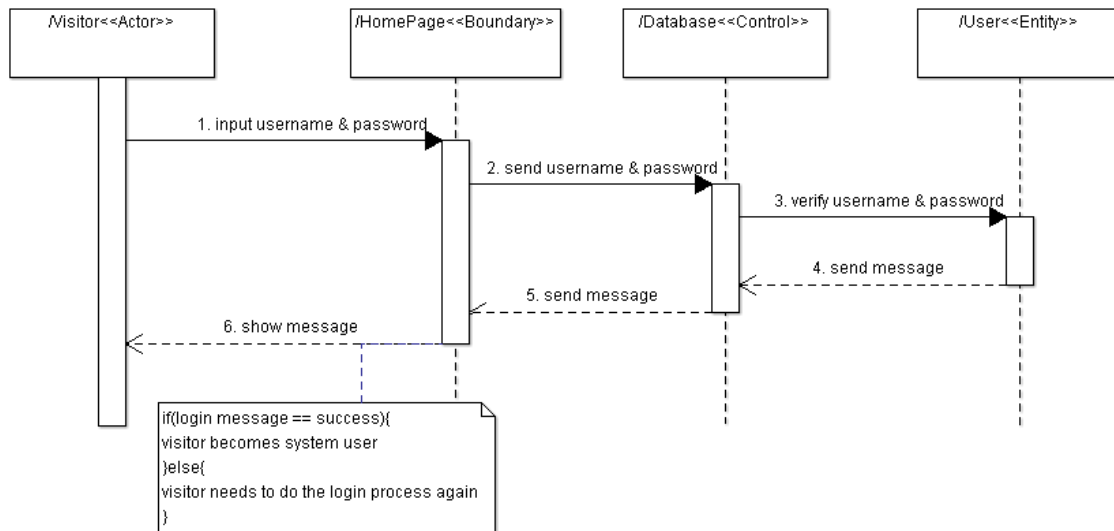 /Visitor<<Actor>>
/HomePage<<Boundary>>
/Database<<Control>>
/User<<Entity>>
1. input username & password
2. send username & password
3. verify username & password
4. send message
5. send message
6. show message
if(login message == success){
visitor becomes system user
}else{
visitor needs to do the login process again
}